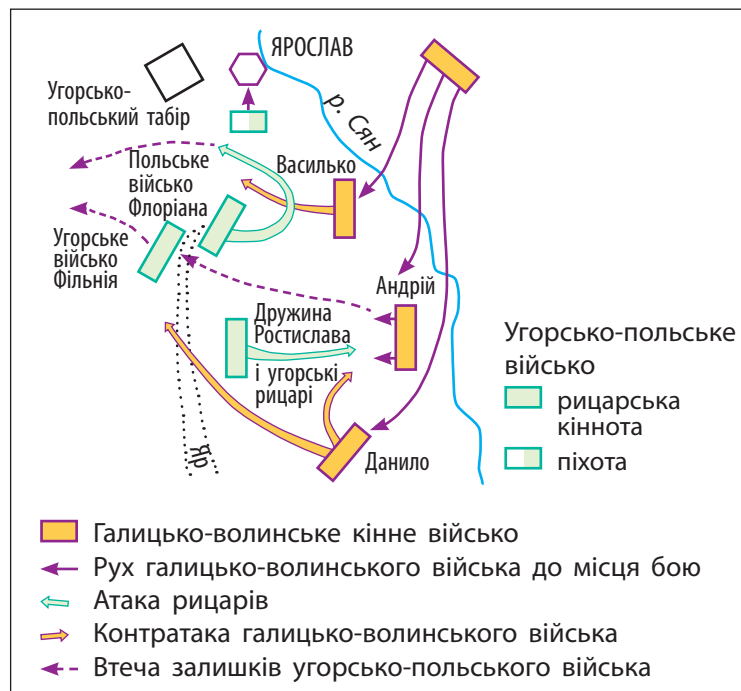 ЯРОСЛАВ
Угорсько-
польський табір
р. Сян
Польське
військо
Флоріана
Василько
Угорське
військо
Фільнія
Андрій
Дружина
Ростислава
і угорські
рицарі
Данило
Яр
Угорсько-польське
військо
рицарська
кіннота
піхота
Галицько-волинське кінне військо
Рух галицько-волинського війська до місця бою
Атака рицарів
Контратака галицько-волинського війська
Втеча залишків угорсько-польського війська